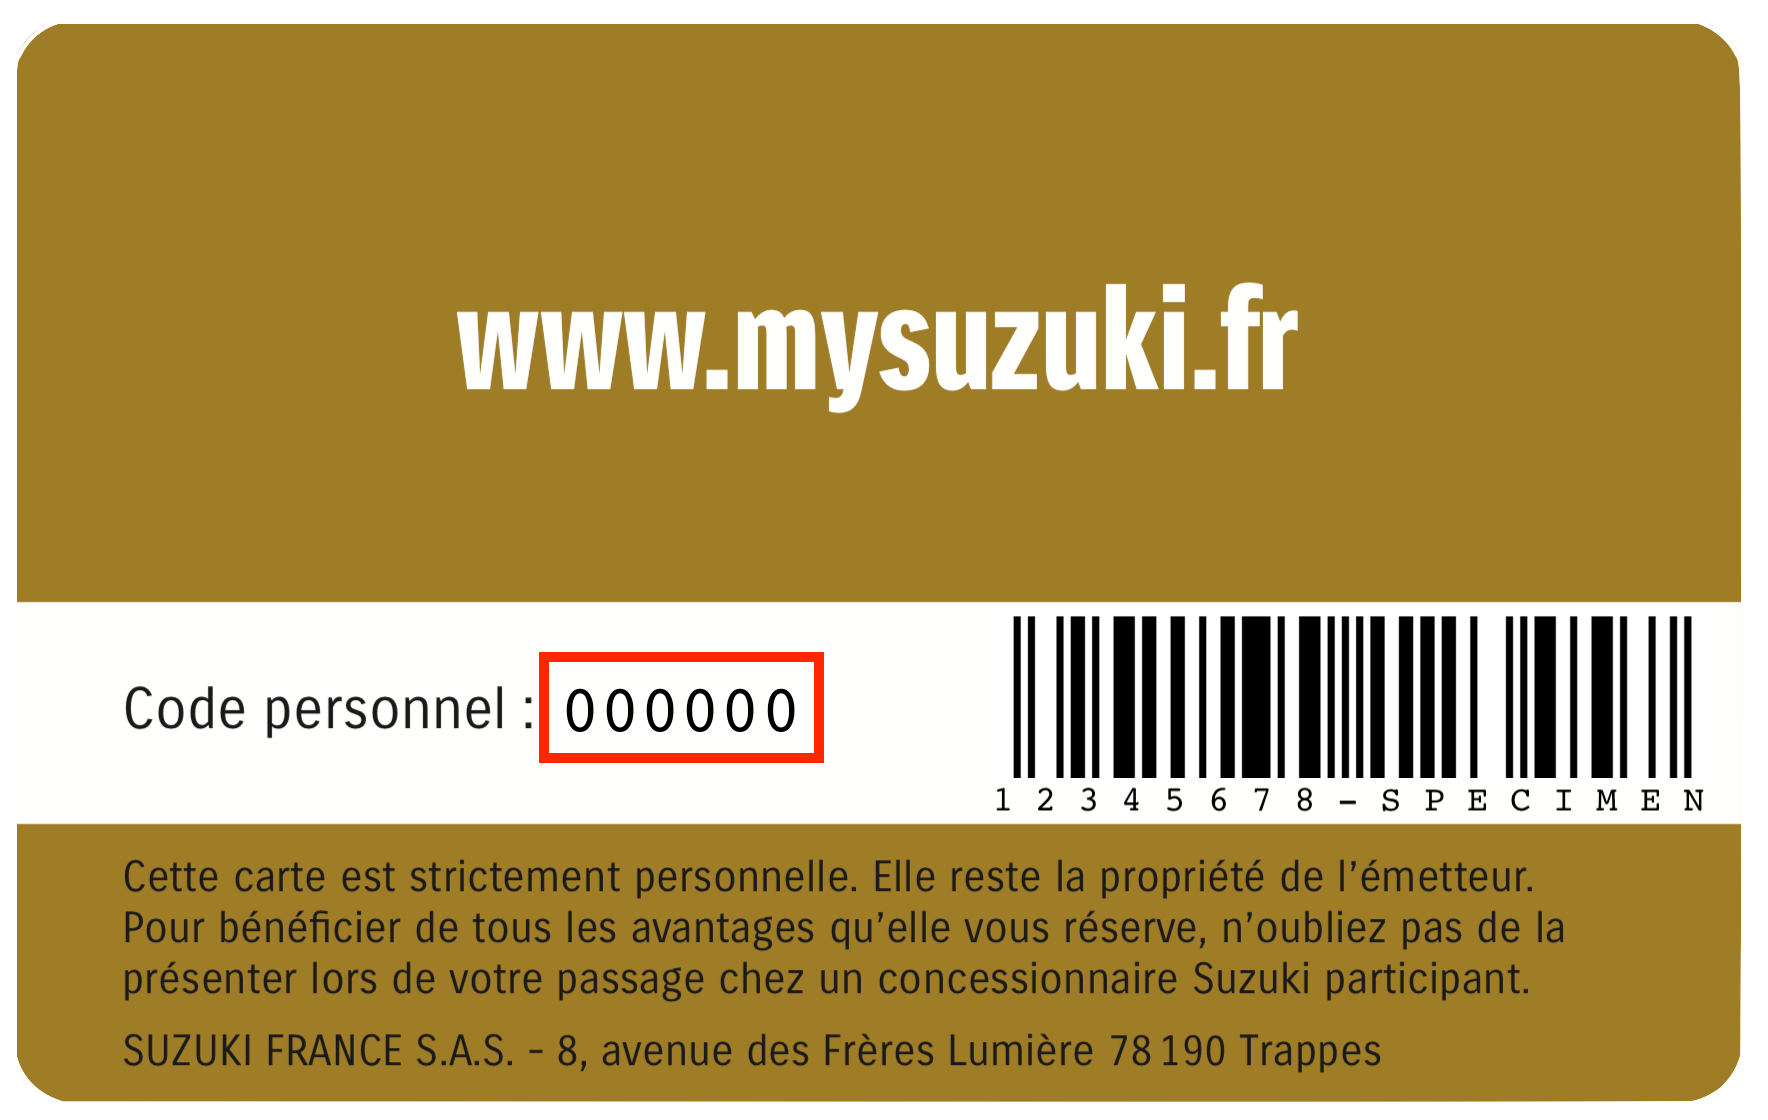 www.mysuzuki.fr
Code personnel : 000000
12345678-SPECIMEN
Cette carte est strictement personnelle. Elle reste la propriété de l’émetteur.
Pour bénéficier de tous les avantages qu’elle vous réserve, n’oubliez pas de la
présenter lors de votre passage chez un concessionnaire Suzuki participant.
SUZUKI FRANCE S.A.S. – 8, avenue des Frères Lumière 78 190 Trappes